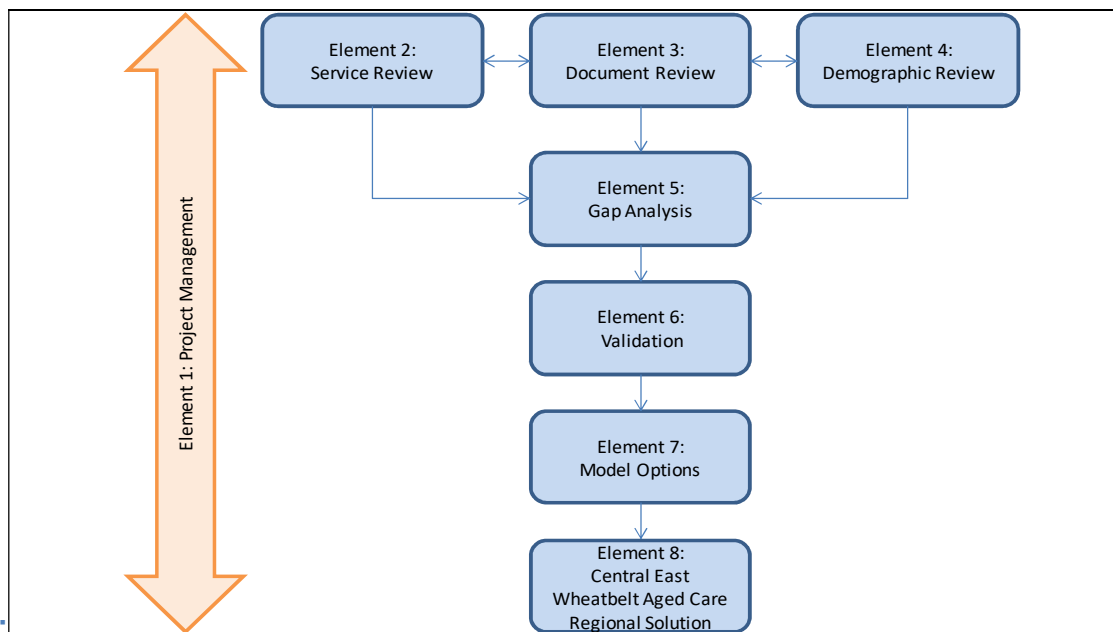 Element 1: Project Management
Element 2:
Service Review
Element 3:
Document Review
Element 4:
Demographic Review
Element 5:
Gap Analysis
Element 6:
Validation
Element 7:
Model Options
Element 8:
Central East
Wheatbelt Aged Care
Regional Solution